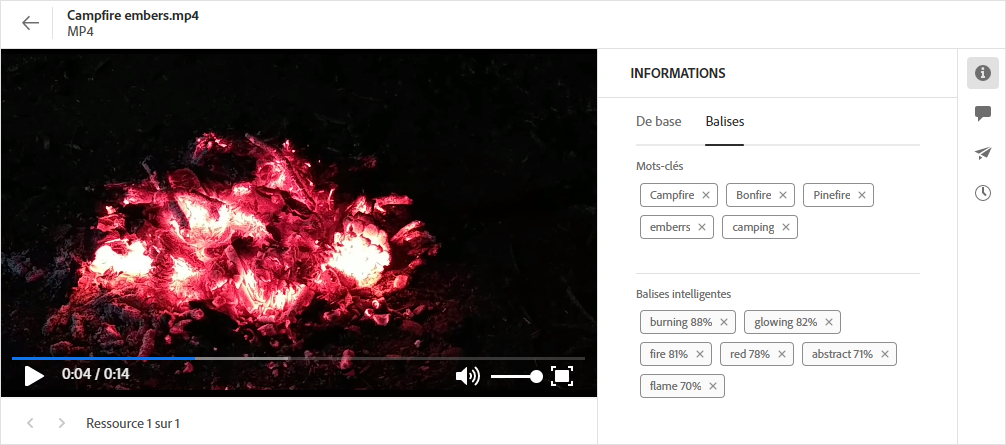 Campfire embers.mp4
MP4
INFORMATIONS
De base Balises
Mots-clés
Campfire × Bonfire × Pinefire ×
emberrs × camping ×
Balises intelligentes
burning 88% × glowing 82% ×
fire 81% × red 78% × abstract 71% ×
flame 70% ×
0:04 / 0:14
Ressource 1 sur 1